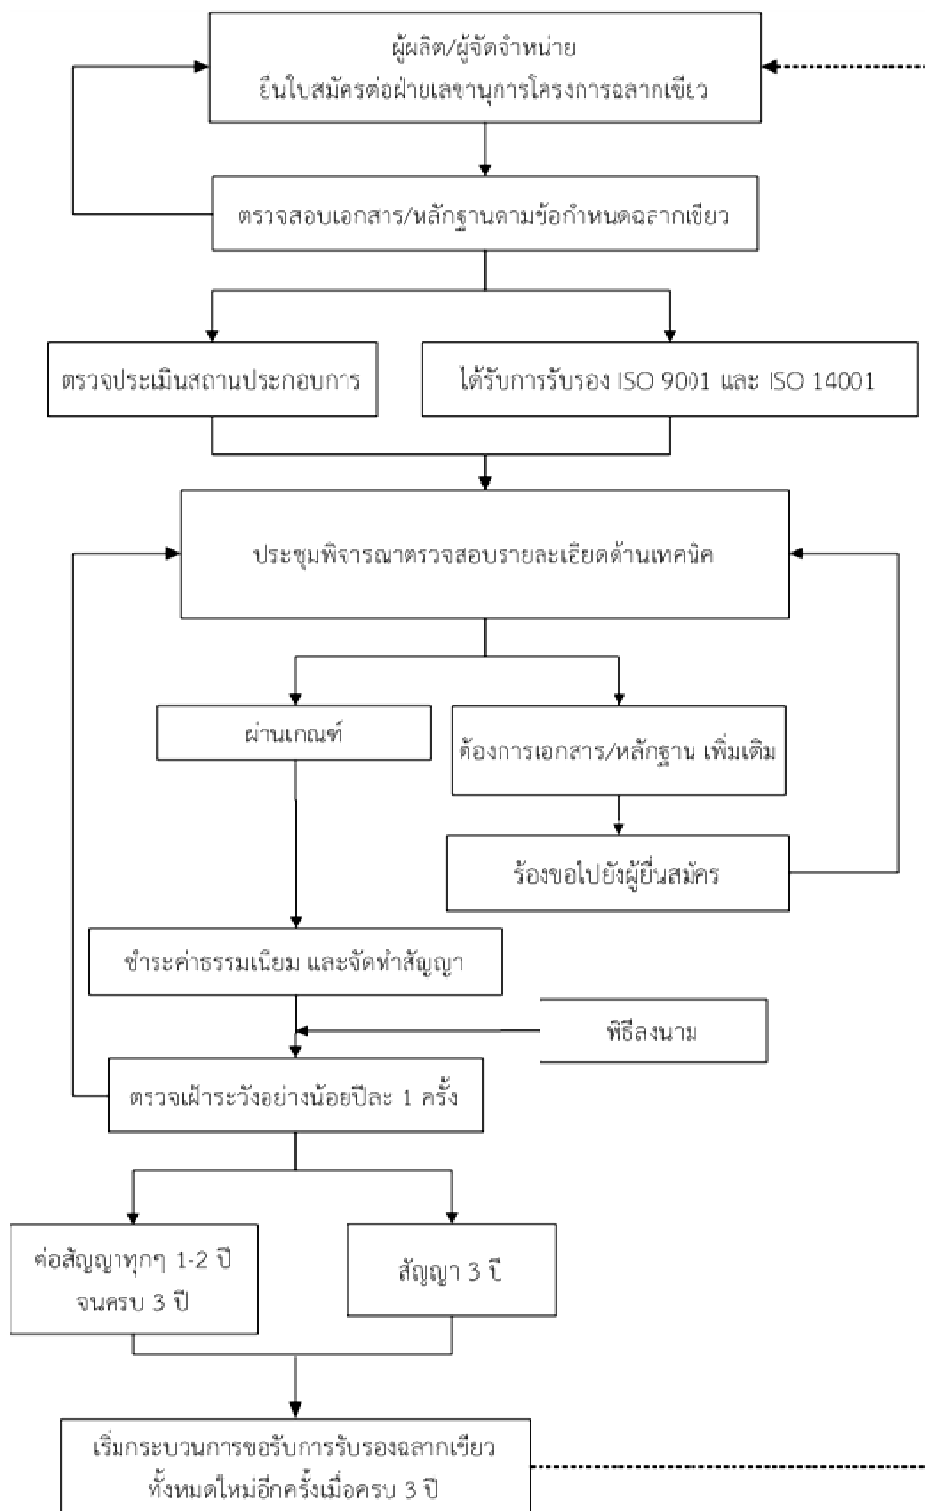 ผู้ผลิต/ผู้จัดจำหน่าย
ยื่นใบสมัครต่อฝ่ายเลขานุการโครงการฉลากเขียว
ตรวจสอบเอกสาร/หลักฐานตามข้อกำหนดฉลากเขียว
ตรวจประเมินสถานประกอบการ
ได้รับการรับรอง ISO 9001 และ ISO 14001
ประชุมพิจารณาตรวจสอบรายละเอียดด้านเทคนิค
ผ่านเกณฑ์
ต้องการเอกสาร/หลักฐาน เพิ่มเติม
ร้องขอไปยังผู้ยื่นสมัคร
ชำระค่าธรรมเนียม และจัดทำสัญญา
พิธีลงนาม
ตรวจเฝ้าระวังอย่างน้อยปีละ 1 ครั้ง
ต่อสัญญาทุกๆ 1-2 ปี
จนครบ 3 ปี
สัญญา 3 ปี
เริ่มกระบวนการขอรับการรับรองฉลากเขียว
ทั้งหมดใหม่อีกครั้งเมื่อครบ 3 ปี